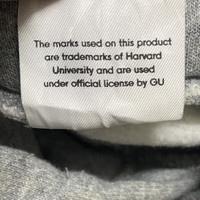 The marks used on this product
are trademarks of Harvard
University and are used
under official license by GU